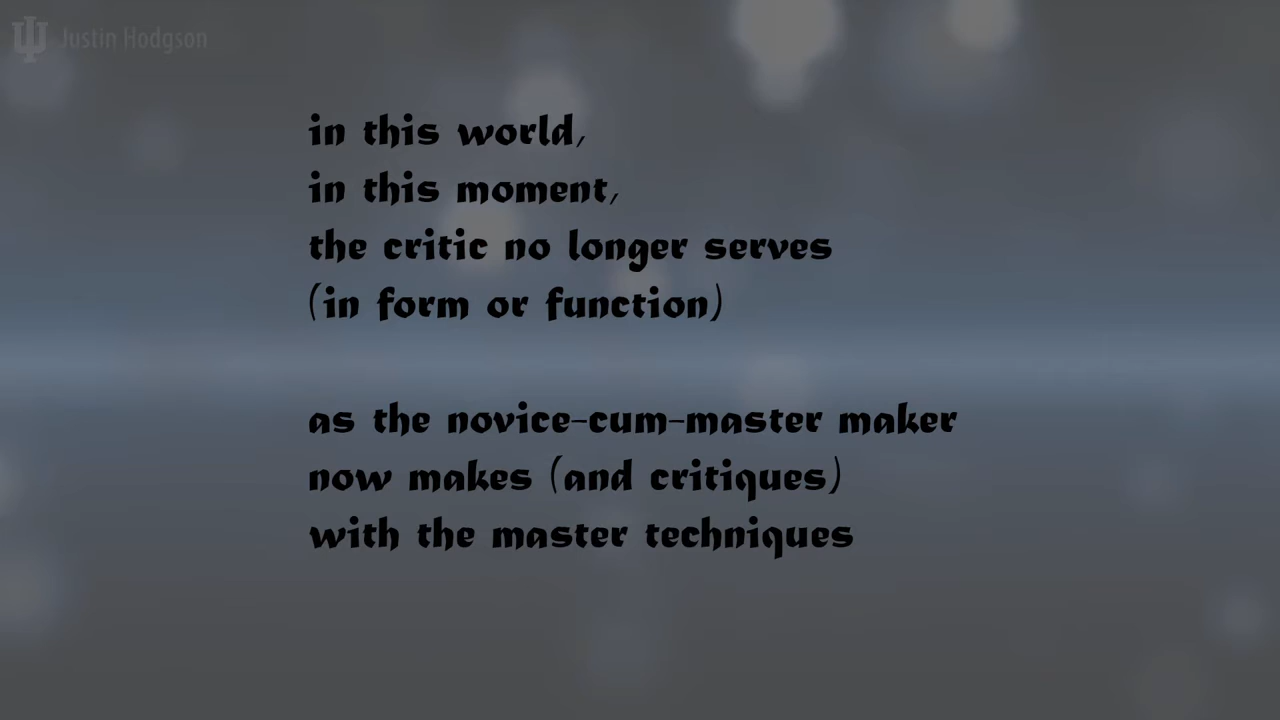 Justin Hodgson
in this world,
in this moment,
the critic no longer serves
(in form or function)
as the novice-cum-master maker
now makes (and critiques)
with the master techniques